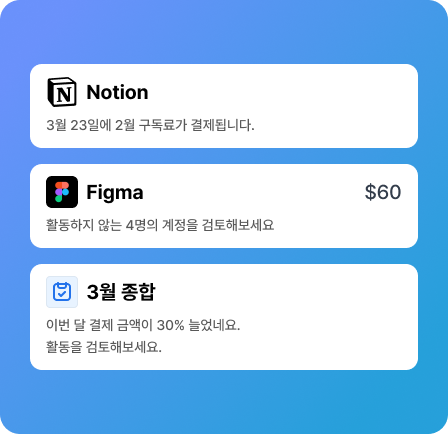 Notion
3월 23일에 2월 구독료가 결제됩니다.
Figma $60
활동하지 않는 4명의 계정을 검토해보세요
3월 종합
이번 달 결제 금액이 30% 늘었네요.
활동을 검토해보세요.